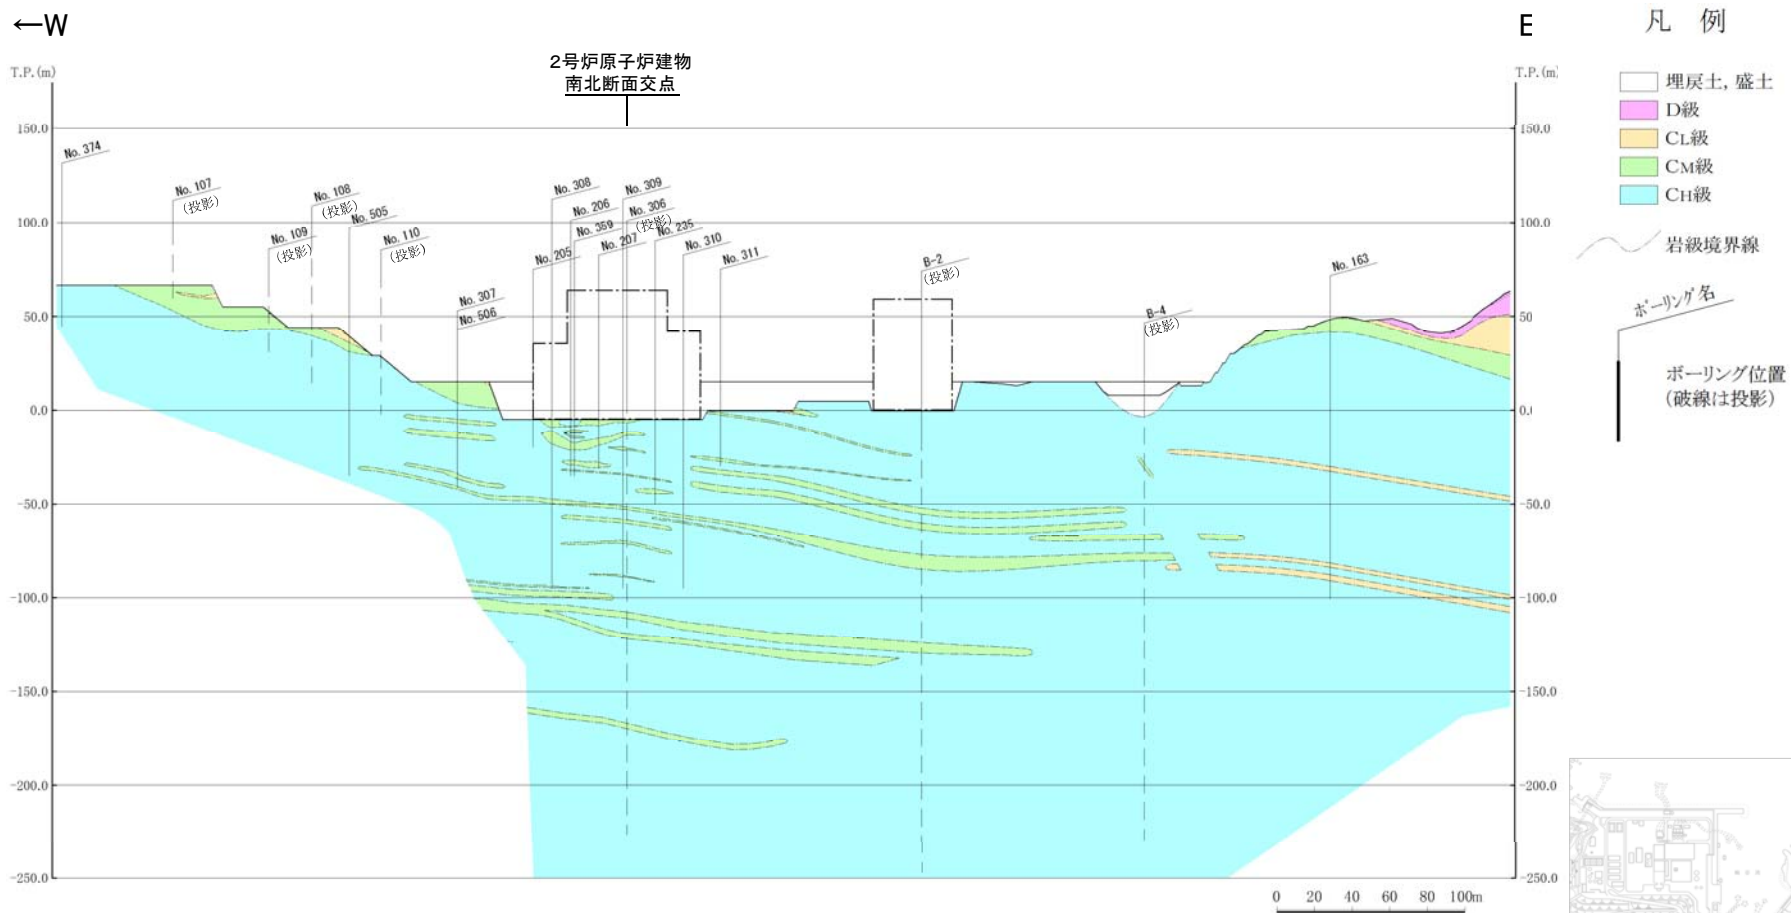 ←W
E
凡 例
2号炉原子炉建物
南北断面交点
T.P.(m)
T.P.(m)
埋戻土, 盛土
D級
CL級
CM級
CH級
岩級境界線
ボーリング名
ボーリング位置
(破線は投影)
150.0
100.0
50.0
0.0
-50.0
-100.0
-150.0
-200.0
-250.0
150.0
100.0
50
0.
-50.0
-100.0
-150.0
-200.0
-250.0
No. 374
No. 107
(投影)
No. 109
(投影)
No. 108
(投影)
No. 505
No. 110
(投影)
No. 307
No. 506
No. 205
No. 308
No. 206
No. 359
No. 207
No. 309
No. 306
(投影)
No. 235
No. 310
No. 311
B-2
(投影)
B-4
(投影)
No. 163
0 20 40 60 80 100m